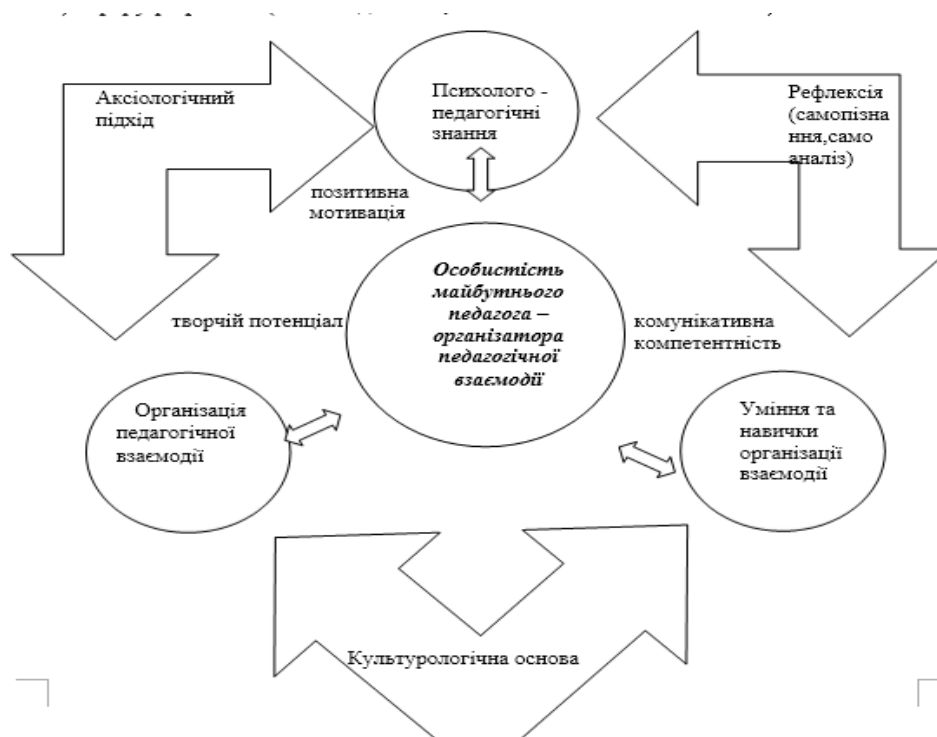 Аксіологічний
підхід
Психолого -
педагогічні
знання
Рефлексія
(самопізна
ння,само
аналіз)
позитивна
мотивація
Особистість
майбутнього
педагога –
організатора
педагогічної
взаємодії
творчій потенціал
комунікативна
компетентність
Організація
педагогічної
взаємодії
Уміння та
навички
організації
взаємодії
Культурологічна основа